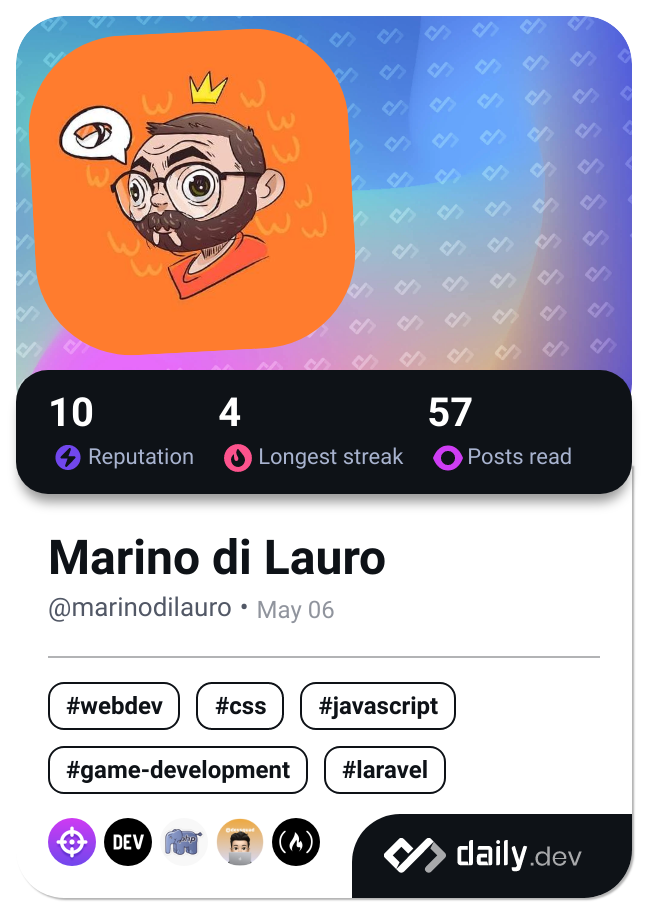 10 4 57
Reputation Longest streak Posts read
Marino di Lauro
@marinodilauro • May 06
#webdev #css #javascript
#game-development #laravel
DEV php
daily.dev